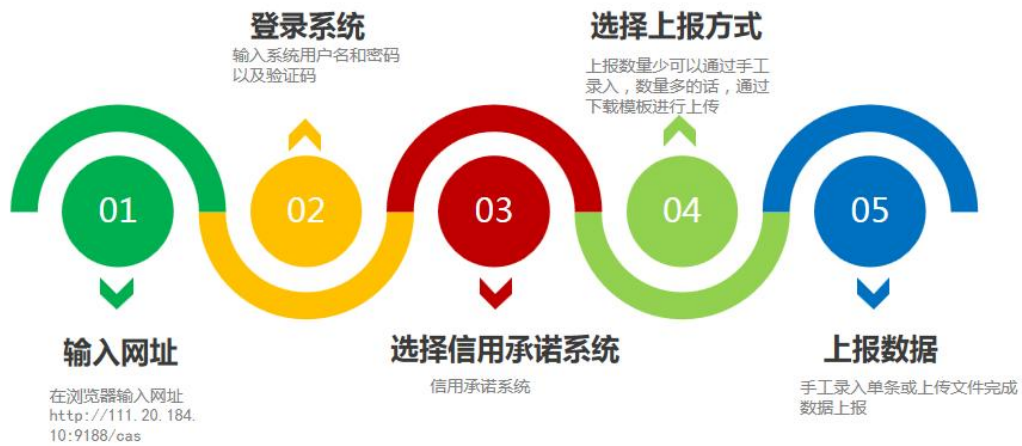 登录系统
输入系统用户名和密码
以及验证码
选择上报方式
上报数量少可以通过手工
录入，数量多的话，通过
下载模板进行上传
01
02
03
04
05
输入网址
在浏览器输入网址
http://111.20.184.
10:9188/cas
选择信用承诺系统
信用承诺系统
上报数据
手工录入单条或上传文件完成
数据上报